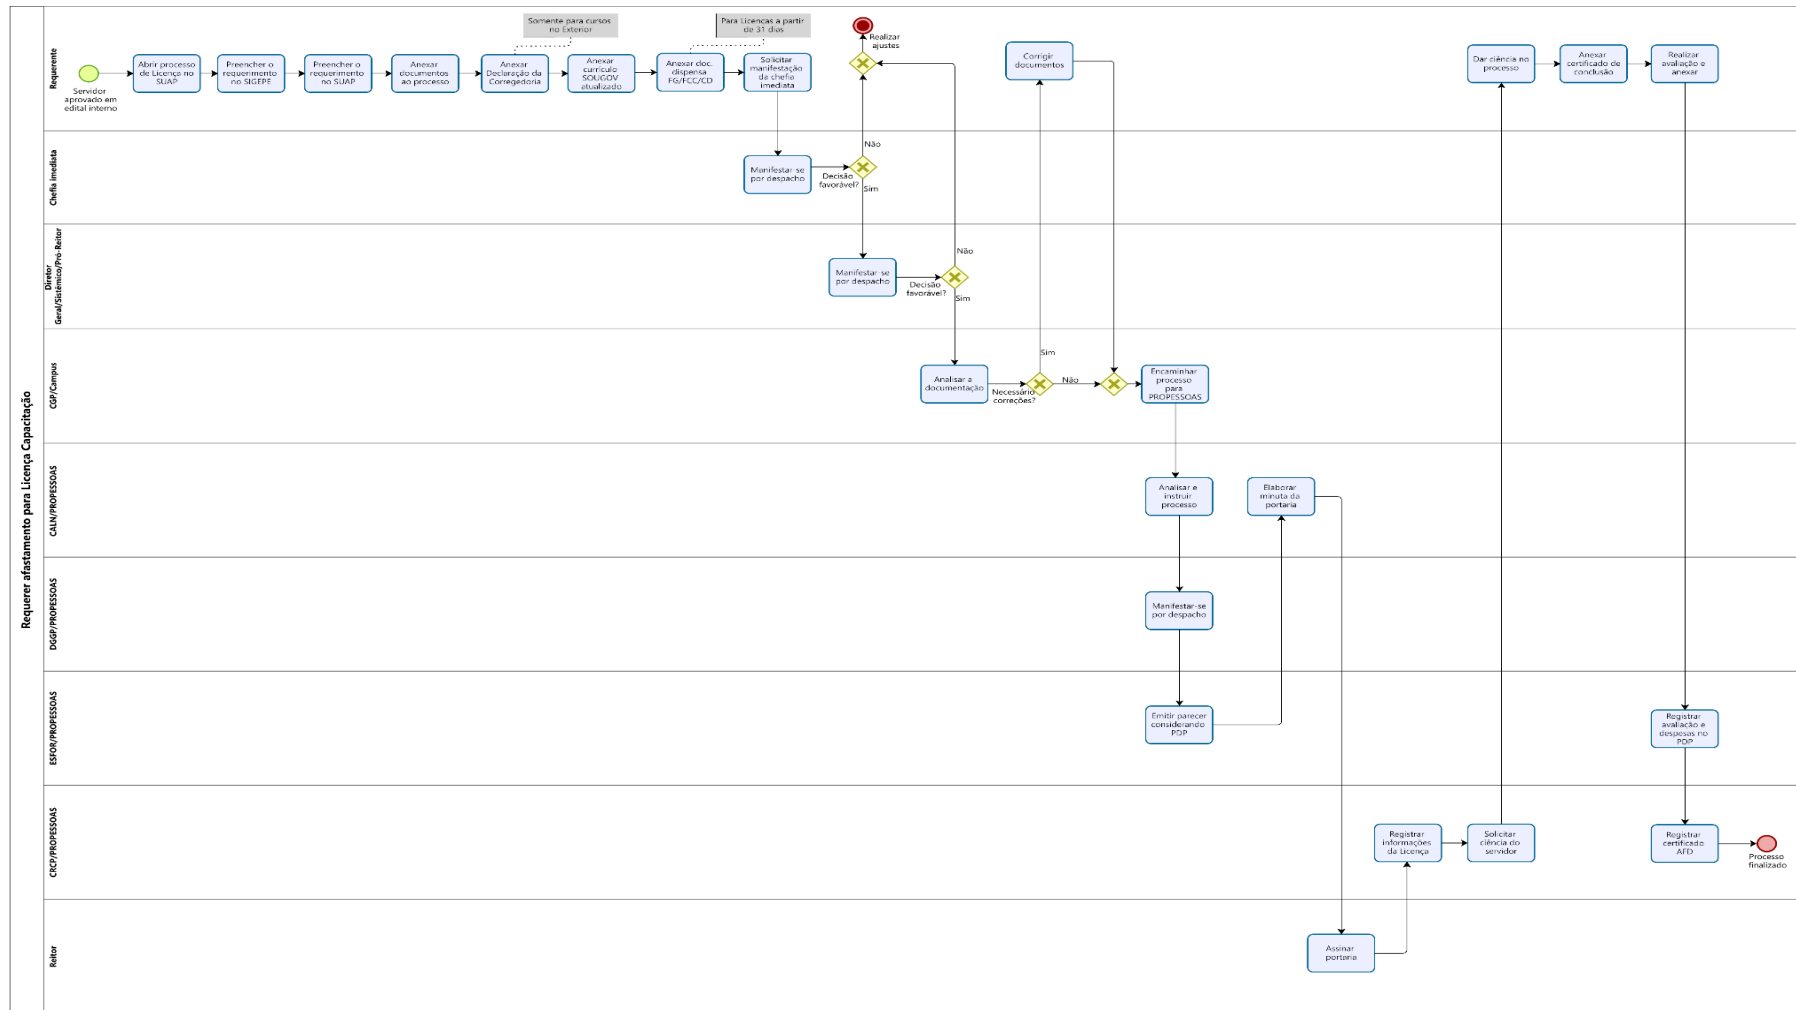 Requerer afastamento para Licença Capacitação
Requerente
Servidor
aprovado em
edital interno
Abrir processo
de Licença no
SUAP
Preencher o
requerimento
no SIGEPE
Preencher o
requerimento
no SUAP
Anexar
documentos
ao processo
Somente para cursos
no Exterior
Anexar
Declaração da
Corregedoria
Anexar
currículo
SOUGOV
atualizado
Para Licenças a partir
de 31 dias
Anexar doc.
dispensa
FG/FCC/CD
Solicitar
manifestação
da chefia
imediata
Realizar
ajustes
Corrigir
documentos
Dar ciência no
processo
Anexar
certificado de
conclusão
Realizar
avaliação e
anexar
Chefia imediata
Manifestar-se
por despacho
Decisão
favorável?
Não
Sim
Diretor
Geral/Sistêmico/Pró-Reitor
Manifestar-se
por despacho
Decisão
favorável?
Não
Sim
CGP/Campus
Analisar a
documentação
Necessário
correções?
Sim
Não
Encaminhar
processo
para
PROPESSOAS
CALN/PROPESSOAS
Analisar e
instruir
processo
Elaborar
minuta da
portaria
DGGP/PROPESSOAS
Manifestar-se
por despacho
ESFOR/PROPESSOAS
Emitir parecer
considerando
PDP
Registrar
avaliação e
despesas no
PDP
CRCP/PROPESSOAS
Registrar
informações
da Licença
Solicitar
ciência do
servidor
Registrar
certificado
AFD
Processo
finalizado
Reitor
Assinar
portaria